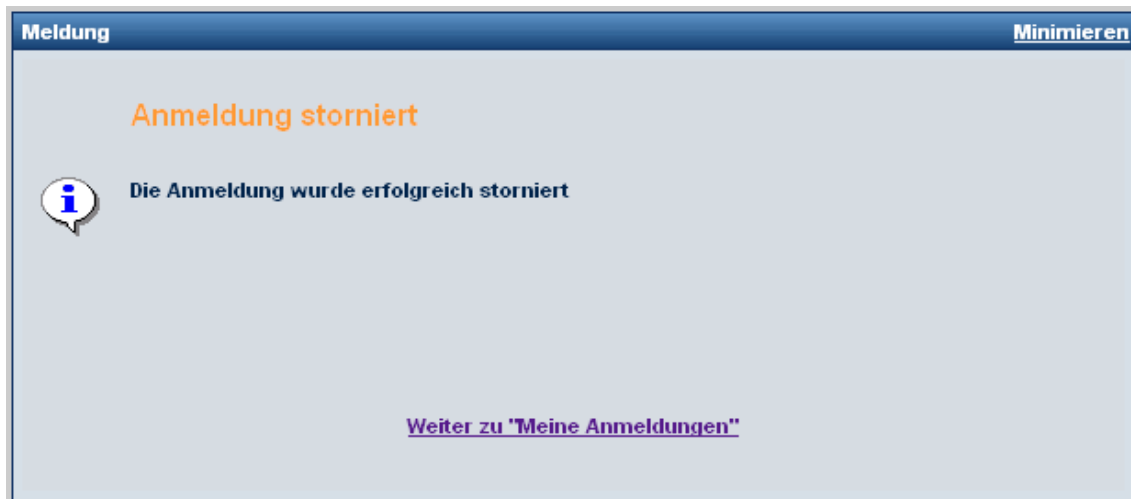 Meldung
Minimieren
Anmeldung storniert
Die Anmeldung wurde erfolgreich storniert
Weiter zu "Meine Anmeldungen"